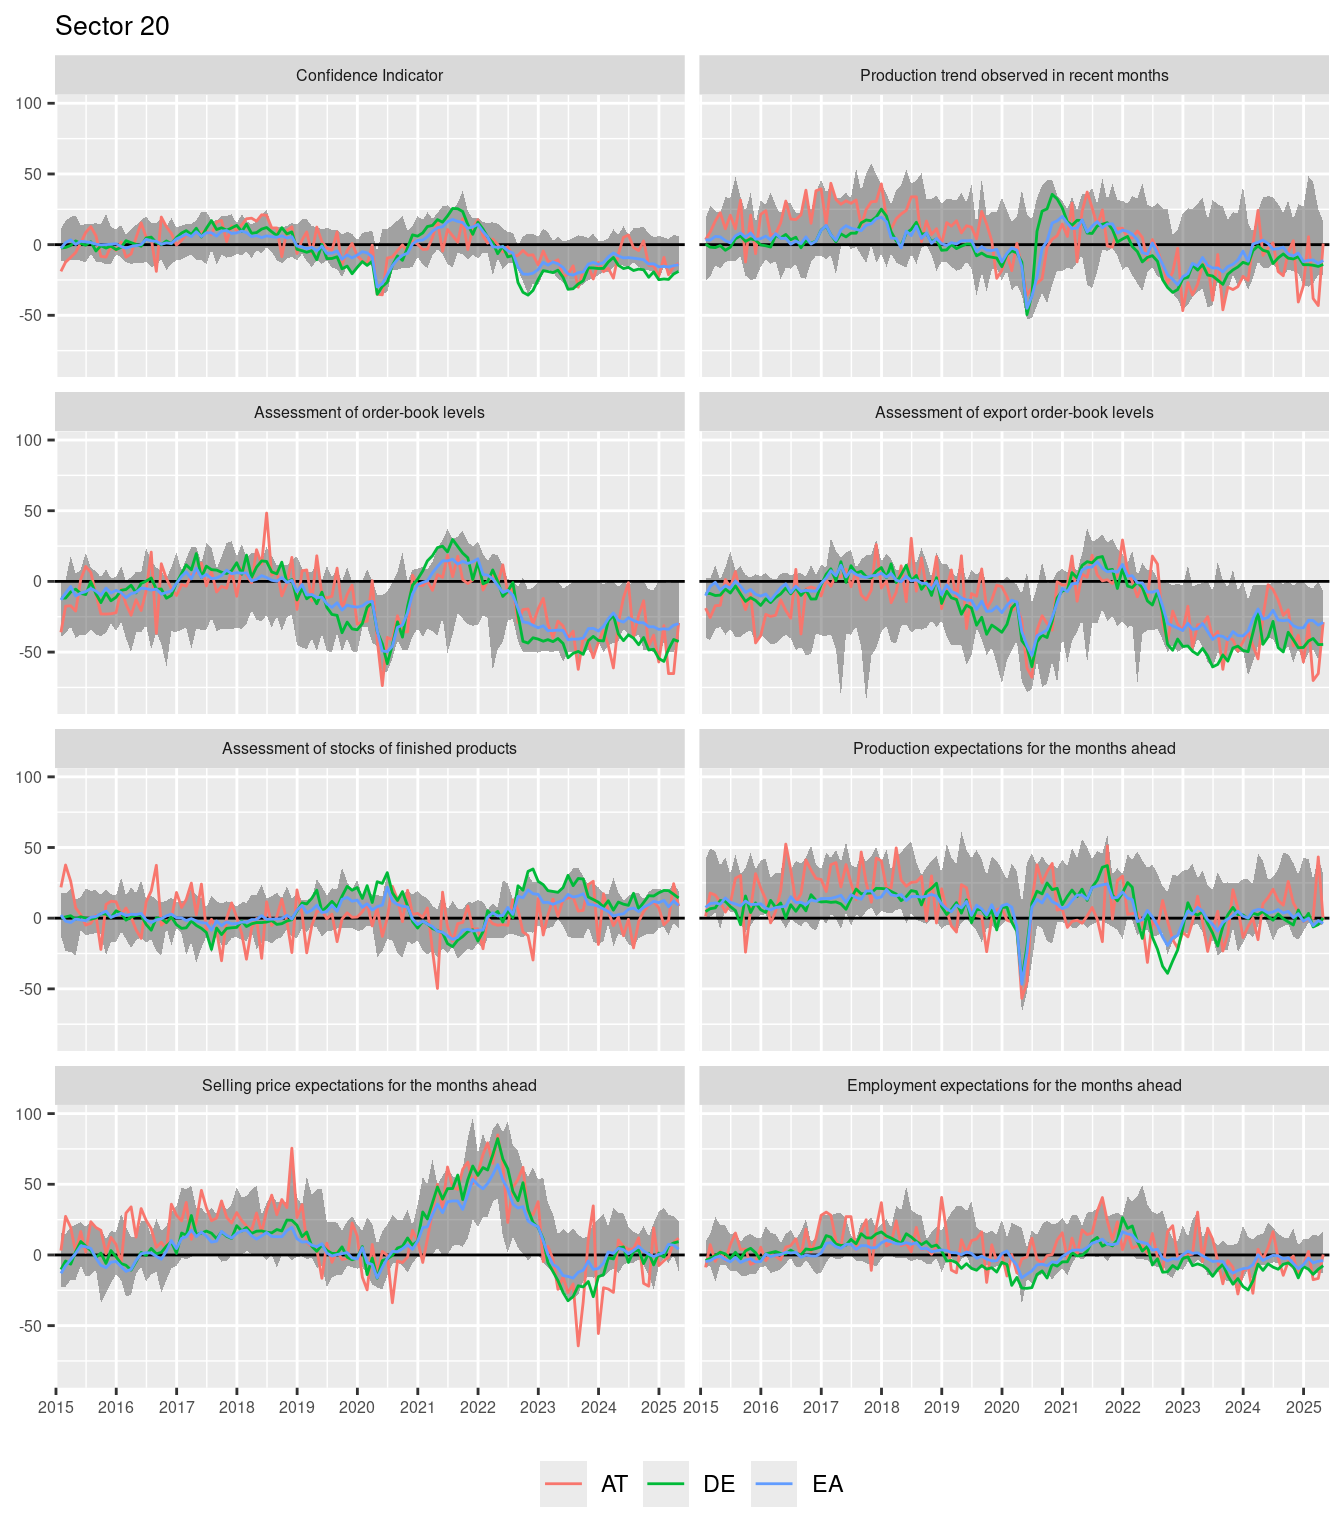 Sector 20
Confidence Indicator
Production trend observed in recent months
100
50
0
-50
Assessment of order-book levels
Assessment of export order-book levels
100
50
0
-50
Assessment of stocks of finished products
Production expectations for the months ahead
100
50
0
-50
Selling price expectations for the months ahead
Employment expectations for the months ahead
100
50
0
-50
2015 2016 2017 2018 2019 2020 2021 2022 2023 2024 2025 2015 2016 2017 2018 2019 2020 2021 2022 2023 2024 2025
AT DE EA